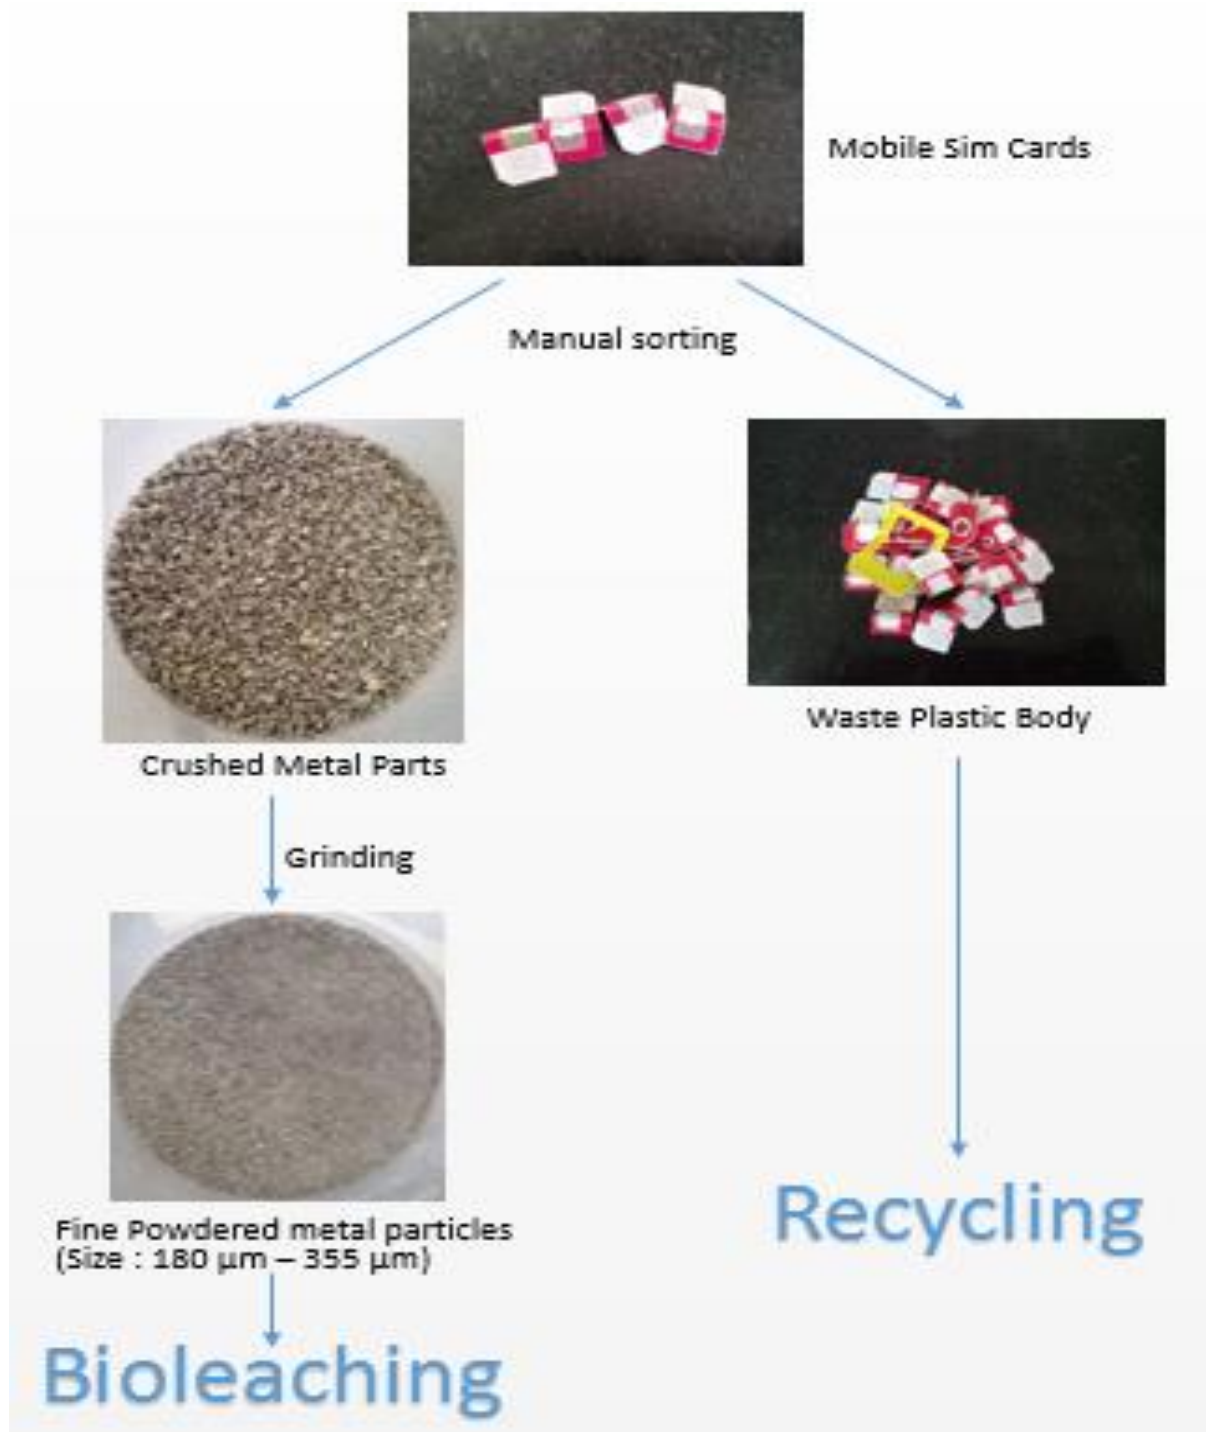 Mobile Sim Cards
Manual sorting
Crushed Metal Parts
Waste Plastic Body
Grinding
Fine Powdered metal particles
(Size : 180 µm – 355 µm)
Recycling
Bioleaching